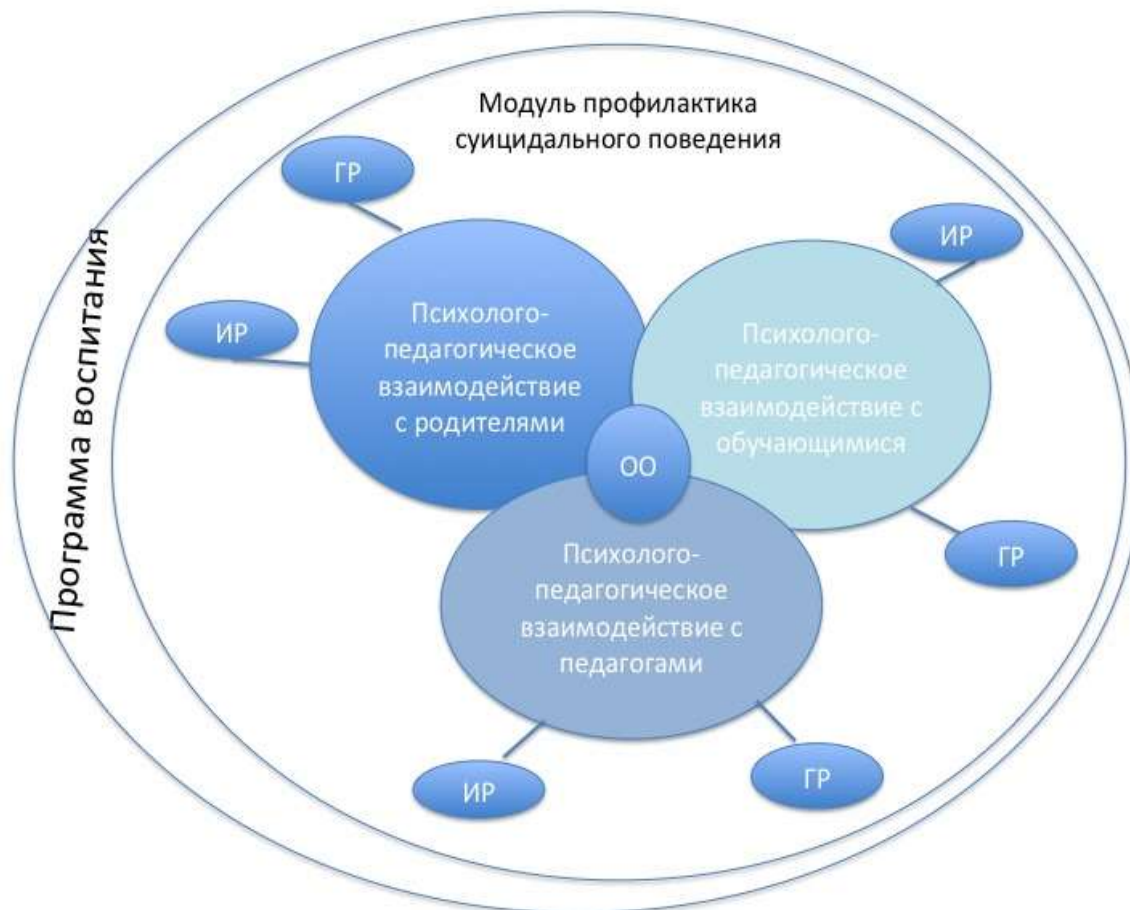 Модуль профилактика
суицидального поведения
Программа воспитания
ГР
ИР
Психолого-
педагогическое
взаимодействие
с родителями
ИР
Психолого-
педагогическое
взаимодействие с
обучающимися
ГР
ОО
Психолого-
педагогическое
взаимодействие с
педагогами
ИР
ГР